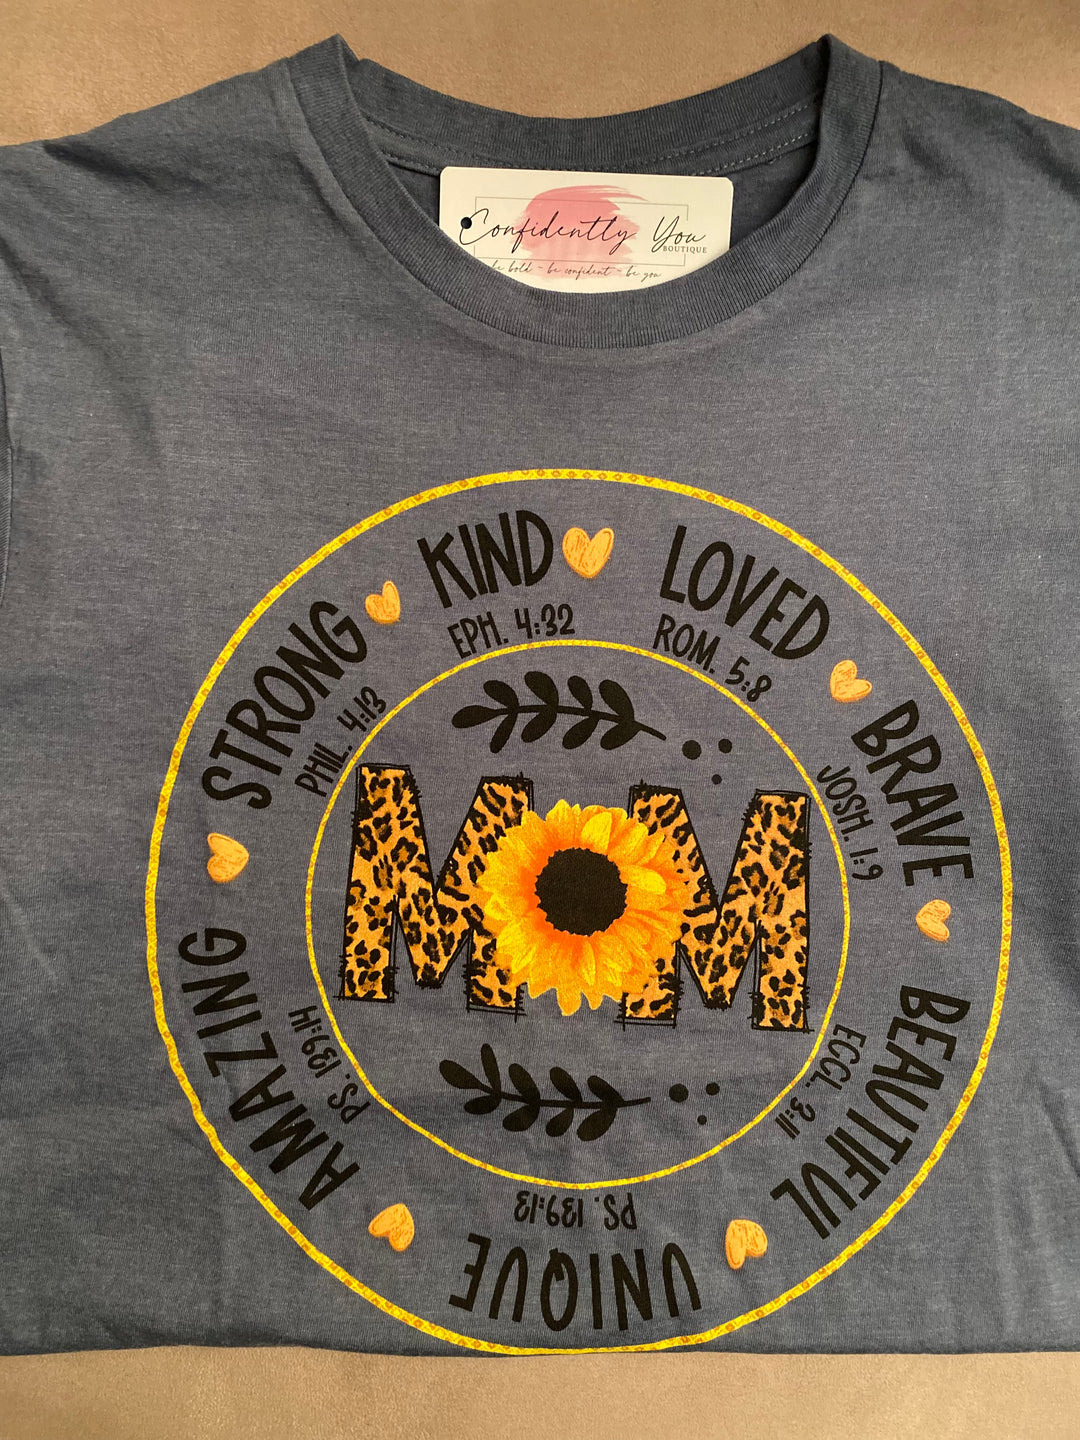 Confidently You
BOUTIQUE
be bold ~ be confident ~ be you
KIND
EPH. 4:32
LOVED
ROM. 5:8
BRAVE
JOSH. 1:9
BEAUTIFUL
ECCL. 3:11
UNIQUE
PS. 139:13
AMAZING
PS. 139:14
STRONG
PHIL. 4:13
MOM